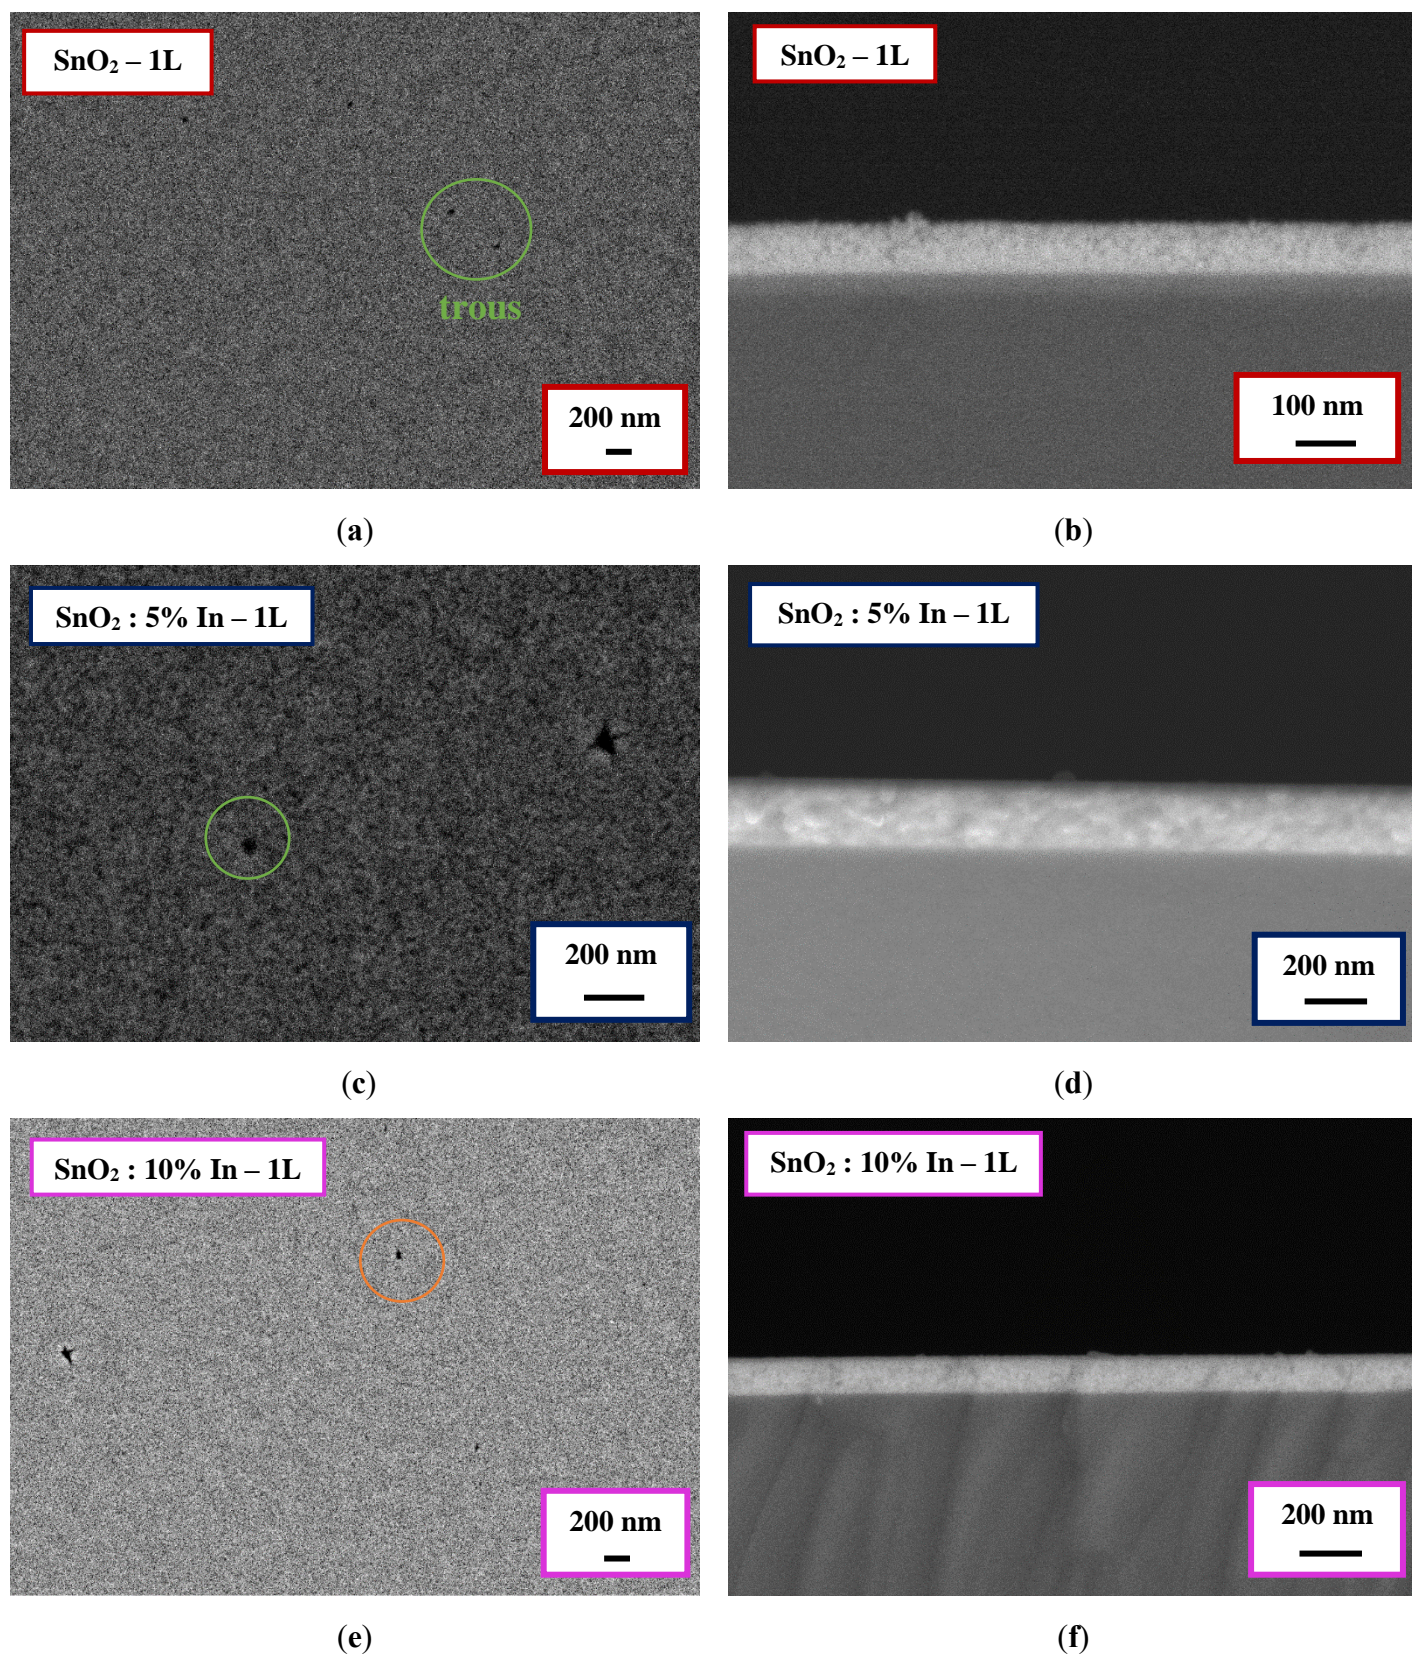 SnO₂ – 1L
SnO₂ – 1L
trous
200 nm
100 nm
(a)
(b)
SnO₂ : 5% In – 1L
SnO₂ : 5% In – 1L
200 nm
200 nm
(c)
(d)
SnO₂ : 10% In – 1L
SnO₂ : 10% In – 1L
200 nm
200 nm
(e)
(f)